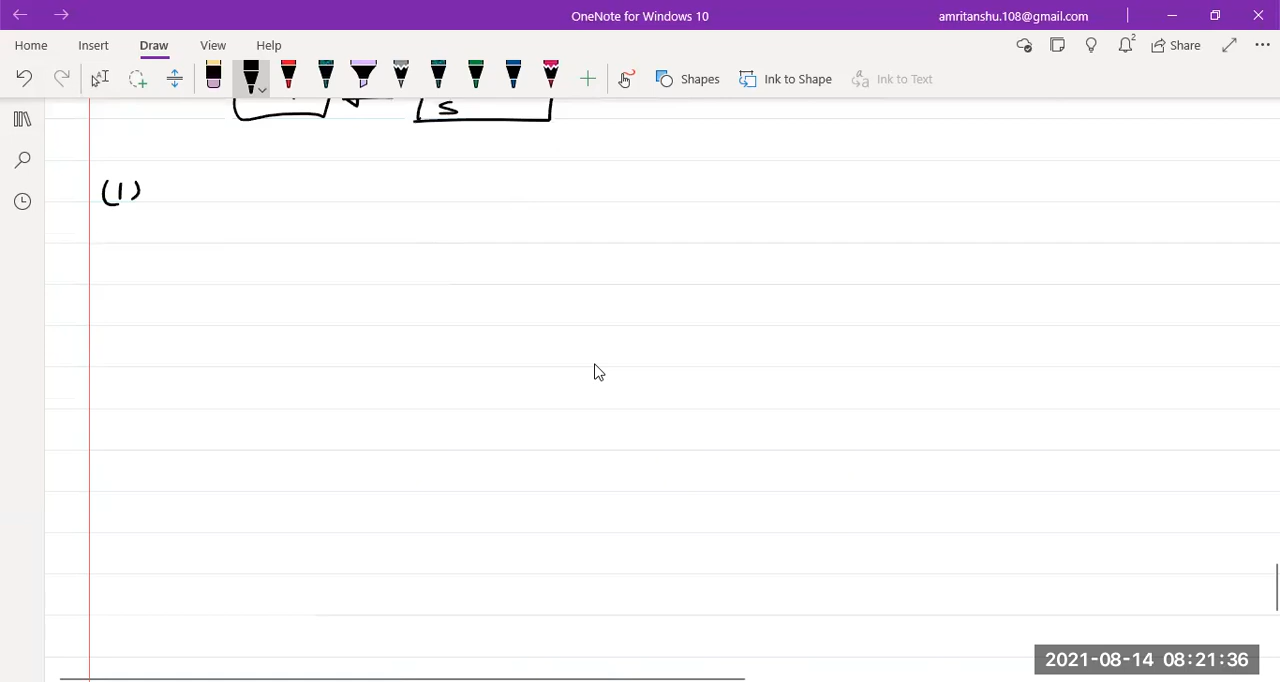 OneNote for Windows 10
amritanshu.108@gmail.com
Home Insert Draw View Help
2
Share
Shapes
Ink to Shape
Ink to Text
S
(1)
2021-08-14 08:21:36